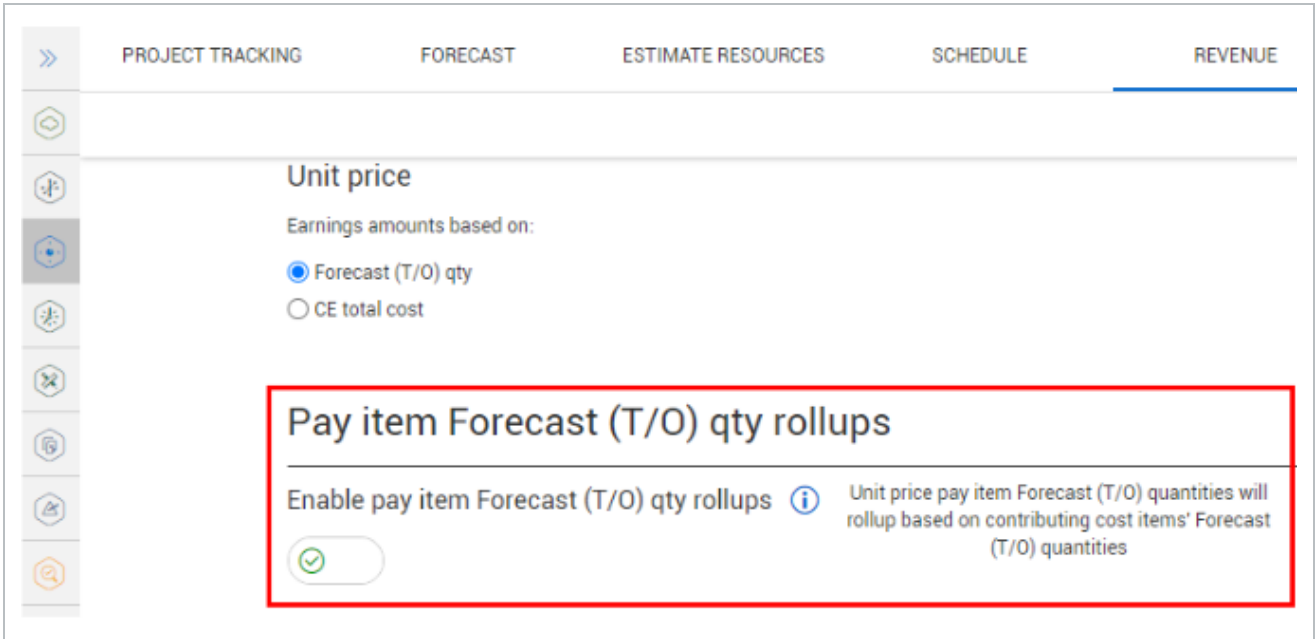 PROJECT TRACKING FORECAST ESTIMATE RESOURCES SCHEDULE REVENUE
Unit price
Earnings amounts based on:
Forecast (T/O) qty
CE total cost
Pay item Forecast (T/O) qty rollups
Enable pay item Forecast (T/O) qty rollups
Unit price pay item Forecast (T/O) quantities will
rollup based on contributing cost items' Forecast
(T/O) quantities